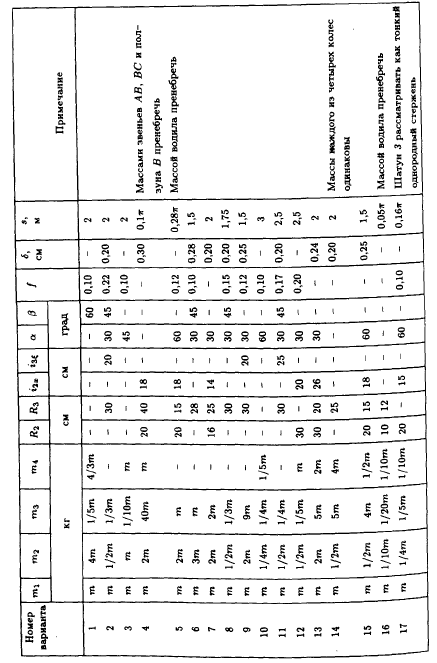 Номер варианта m₁ m₂ m₃ m₄ R₂ R₃ i₂ₓ i₃ξ α β f δ, см s, м Примечание
кг см см град
1 m 4m 1/5m 4/3m – – – – – 60 0,10 – 2
2 m 1/2m 1/3m – – 30 – 20 30 45 0,22 0,20 2
3 m m 1/10m m – – – – 45 – 0,10 – 2
4 m 2m 40m m 20 40 18 – – – – 0,30 0,1π Массами звеньев AB, BC и ползуна B пренебречь
5 m 2m m – 20 15 18 – 60 – 0,12 – 0,28π Массой водила пренебречь
6 m 3m m – – 28 – – 30 45 0,10 0,28 1,5
7 m 2m 2m – 16 25 14 – 30 – – 0,20 2
8 m 1/2m 1/3m – – 30 – – 30 45 0,15 0,20 1,75
9 m 2m 9m – – 30 – 20 30 – 0,12 0,25 1,5
10 m 1/4m 1/4m 1/5m – – – – 60 – 0,10 – 3
11 m 1/2m 1/4m – – 30 – 25 30 45 0,17 0,20 2,5
12 m 1/2m 1/5m m 30 – 20 – 30 – 0,20 – 2,5
13 m 2m 5m 2m 30 20 26 – 30 – – 0,24 2
14 m 1/2m 5m 4m – 25 – – – – – 0,20 2 Массы каждого из четырех колес одинаковы
15 m 1/2m 4m 1/2m 20 15 18 – 60 – – 0,25 1,5
16 m 1/10m 1/20m 1/10m 10 12 – – – – – – 0,05π Массой водила пренебречь
17 m 1/4m 1/5m 1/10m 20 – 15 – 60 – 0,10 – 0,16π Шатун 3 рассматривать как тонкий однородный стержень